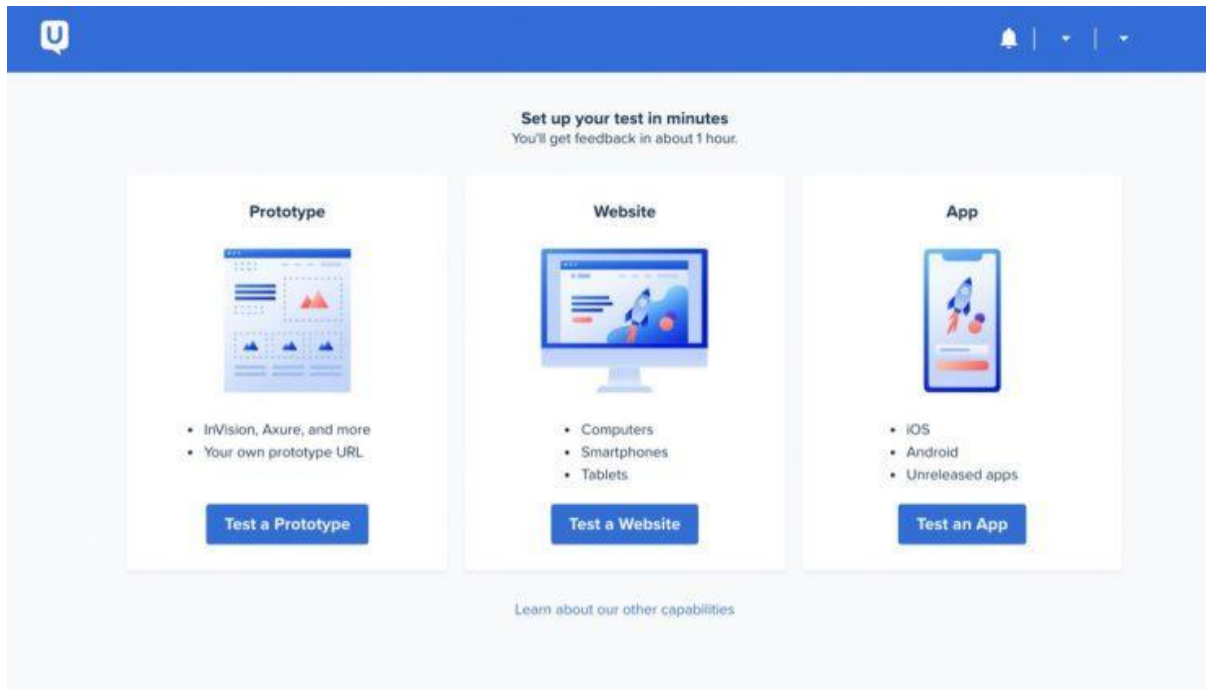 U
Set up your test in minutes
You'll get feedback in about 1 hour.
Prototype
• InVision, Axure, and more
• Your own prototype URL
Test a Prototype
Website
• Computers
• Smartphones
• Tablets
Test a Website
App
• iOS
• Android
• Unreleased apps
Test an App
Learn about our other capabilities